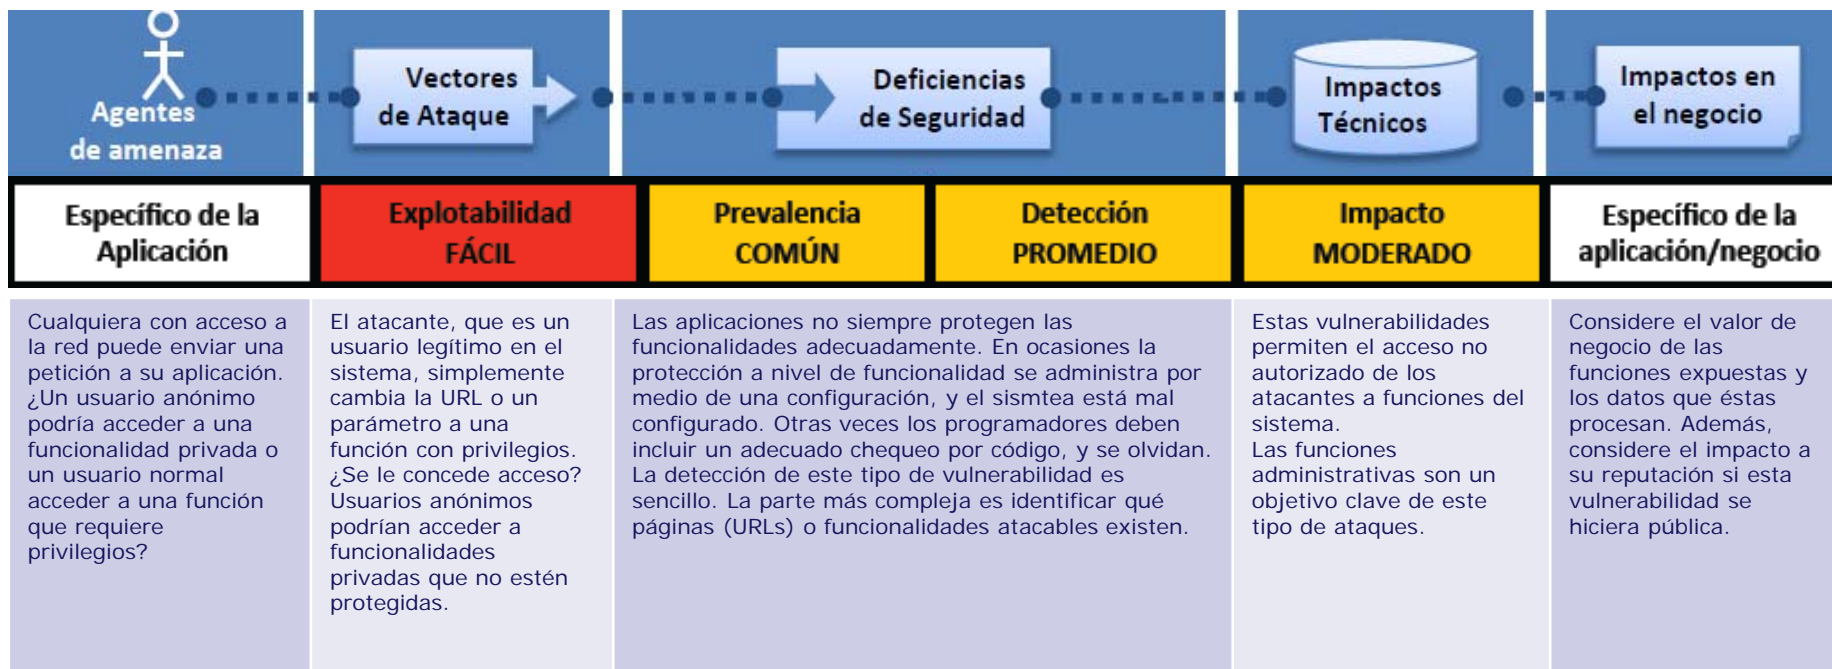 Agentes
de amenaza
Vectores
de Ataque
Deficiencias
de Seguridad
Impactos
Técnicos
Impactos en
el negocio
Específico de la
Aplicación
Explotabilidad
FÁCIL
Prevalencia
COMÚN
Detección
PROMEDIO
Impacto
MODERADO
Específico de la
aplicación/negocio
Cualquiera con acceso a
la red puede enviar una
petición a su aplicación.
¿Un usuario anónimo
podría acceder a una
funcionalidad privada o
un usuario normal
acceder a una función
que requiere
privilegios?
El atacante, que es un
usuario legítimo en el
sistema, simplemente
cambia la URL o un
parámetro a una
función con privilegios.
¿Se le concede acceso?
Usuarios anónimos
podrían acceder a
funcionalidades
privadas que no estén
protegidas.
Las aplicaciones no siempre protegen las
funcionalidades adecuadamente. En ocasiones la
protección a nivel de funcionalidad se administra por
medio de una configuración, y el sismtea está mal
configurado. Otras veces los programadores deben
incluir un adecuado chequeo por código, y se olvidan.
La detección de este tipo de vulnerabilidad es
sencillo. La parte más compleja es identificar qué
páginas (URLs) o funcionalidades atacables existen.
Estas vulnerabilidades
permiten el acceso no
autorizado de los
atacantes a funciones del
sistema.
Las funciones
administrativas son un
objetivo clave de este
tipo de ataques.
Considere el valor de
negocio de las
funciones expuestas y
los datos que éstas
procesan. Además,
considere el impacto a
su reputación si esta
vulnerabilidad se
hiciera pública.